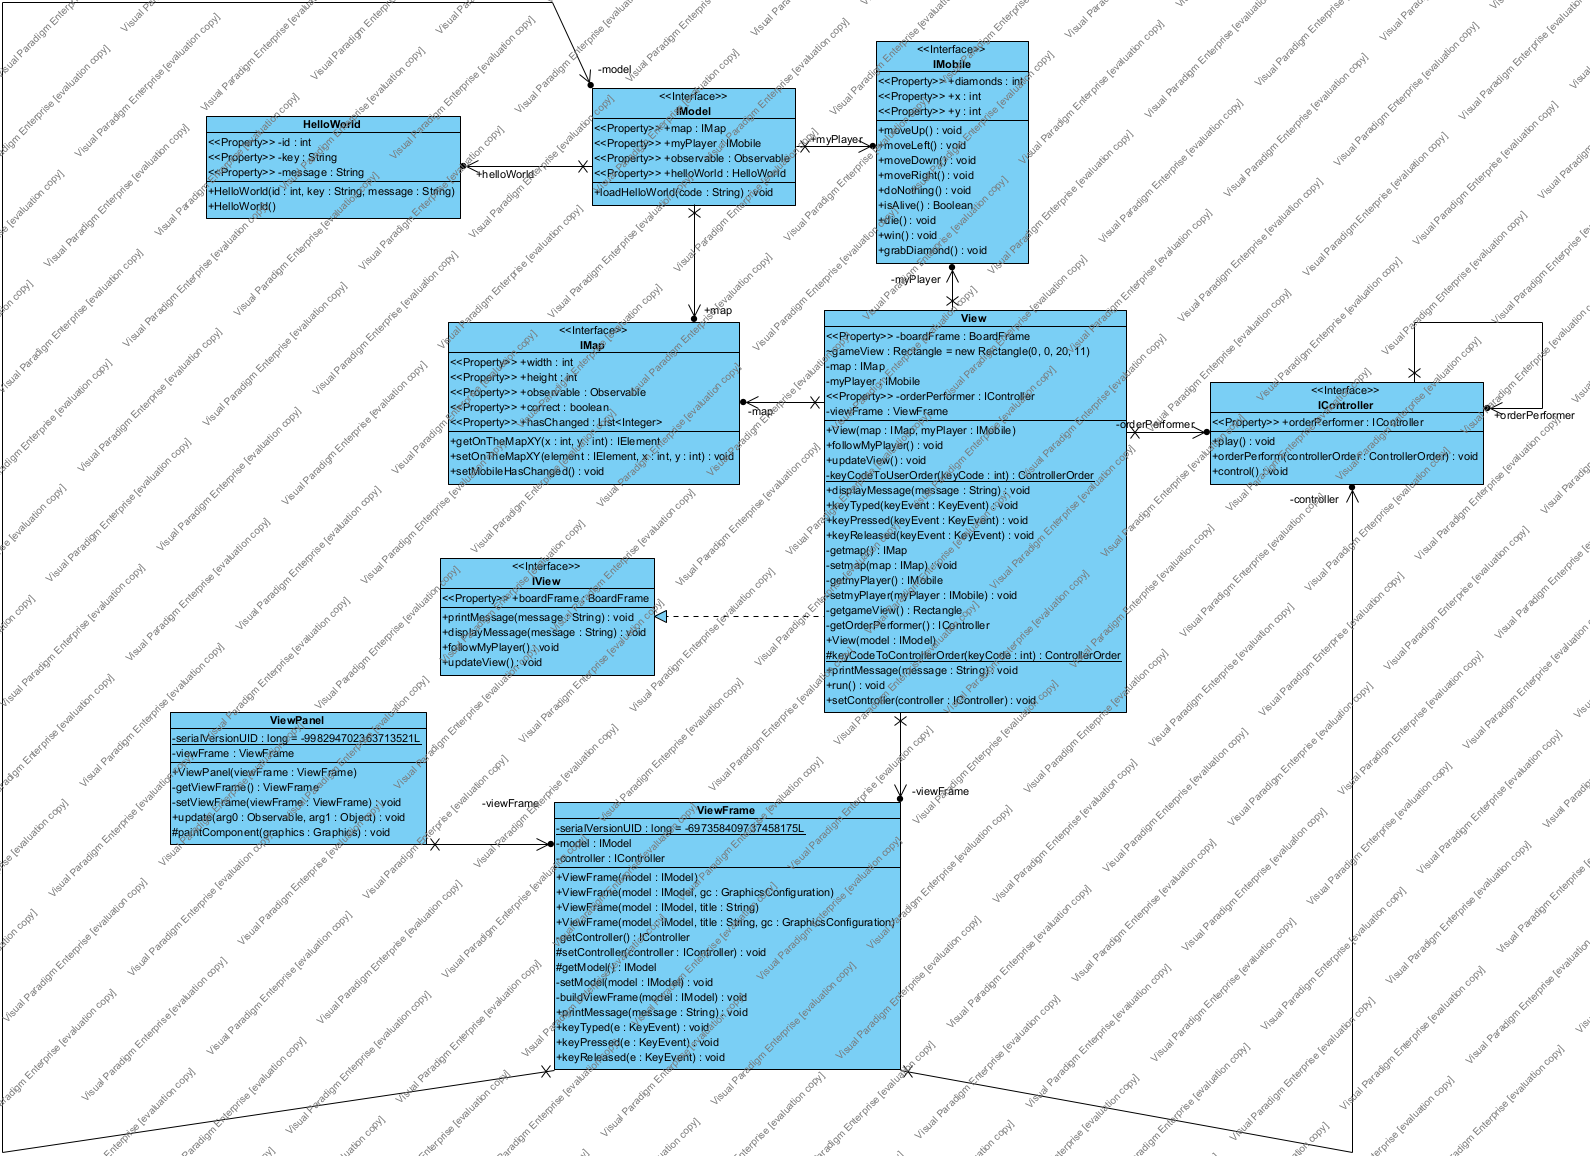 -model
<<Interface>>
IModel
<<Property>> +map : IMap
<<Property>> +myPlayer : IMobile
<<Property>> +observable : Observable
<<Property>> +helloWorld : HelloWorld
+loadHelloWorld(code : String) : void
HelloWorld
<<Property>> -id : int
<<Property>> -key : String
<<Property>> -message : String
+HelloWorld(id : int, key : String, message : String)
+HelloWorld()
+helloWorld
+myPlayer
<<Interface>>
IMobile
<<Property>> +diamonds : int
<<Property>> +x : int
<<Property>> +y : int
+moveUp() : void
+moveLeft() : void
+moveDown() : void
+moveRight() : void
+doNothing() : void
+isAlive() : Boolean
+die() : void
+win() : void
+grabDiamond() : void
-myPlayer
+map
<<Interface>>
IMap
<<Property>> +width : int
<<Property>> +height : int
<<Property>> +observable : Observable
<<Property>> +correct : boolean
<<Property>> +hasChanged : List<Integer>
+getOnTheMapXY(x : int, y : int) : IElement
+setOnTheMapXY(element : IElement, x : int, y : int) : void
+setMobileHasChanged() : void
-map
View
<<Property>> -boardFrame : BoardFrame
~gameView : Rectangle = new Rectangle(0, 0, 20, 11)
-map : IMap
-myPlayer : IMobile
<<Property>> -orderPerformer : IController
-viewFrame : ViewFrame
+View(map : IMap, myPlayer : IMobile)
+followMyPlayer() : void
+updateView() : void
-keyCodeToUserOrder(keyCode : int) : ControllerOrder
+displayMessage(message : String) : void
+keyTyped(keyEvent : KeyEvent) : void
+keyPressed(keyEvent : KeyEvent) : void
+keyReleased(keyEvent : KeyEvent) : void
-getmap() : IMap
-setmap(map : IMap) : void
-getmyPlayer() : IMobile
-setmyPlayer(myPlayer : IMobile) : void
-getgameView() : Rectangle
-getOrderPerformer() : IController
+View(model : IModel)
#keyCodeToControllerOrder(keyCode : int) : ControllerOrder
+printMessage(message : String) : void
+run() : void
+setController(controller : IController) : void
-orderPerformer
<<Interface>>
IController
<<Property>> +orderPerformer : IController
+play() : void
+orderPerform(controllerOrder : ControllerOrder) : void
+control() : void
+orderPerformer
-controller
<<Interface>>
IView
<<Property>> +boardFrame : BoardFrame
+printMessage(message : String) : void
+displayMessage(message : String) : void
+followMyPlayer() : void
+updateView() : void
ViewPanel
-serialVersionUID : long = -998294702363713521L
-viewFrame : ViewFrame
+ViewPanel(viewFrame : ViewFrame)
-getViewFrame() : ViewFrame
-setViewFrame(viewFrame : ViewFrame) : void
+update(arg0 : Observable, arg1 : Object) : void
#paintComponent(graphics : Graphics) : void
-viewFrame
-viewFrame
ViewFrame
-serialVersionUID : long = -697358409737458175L
-model : IModel
-controller : IController
+ViewFrame(model : IModel)
+ViewFrame(model : IModel, gc : GraphicsConfiguration)
+ViewFrame(model : IModel, title : String)
+ViewFrame(model : IModel, title : String, gc : GraphicsConfiguration)
-getController() : IController
#setController(controller : IController) : void
#getModel() : IModel
-setModel(model : IModel) : void
-buildViewFrame(model : IModel) : void
+printMessage(message : String) : void
+keyTyped(e : KeyEvent) : void
+keyPressed(e : KeyEvent) : void
+keyReleased(e : KeyEvent) : void
Visual Paradigm Enterprise [evaluation copy]